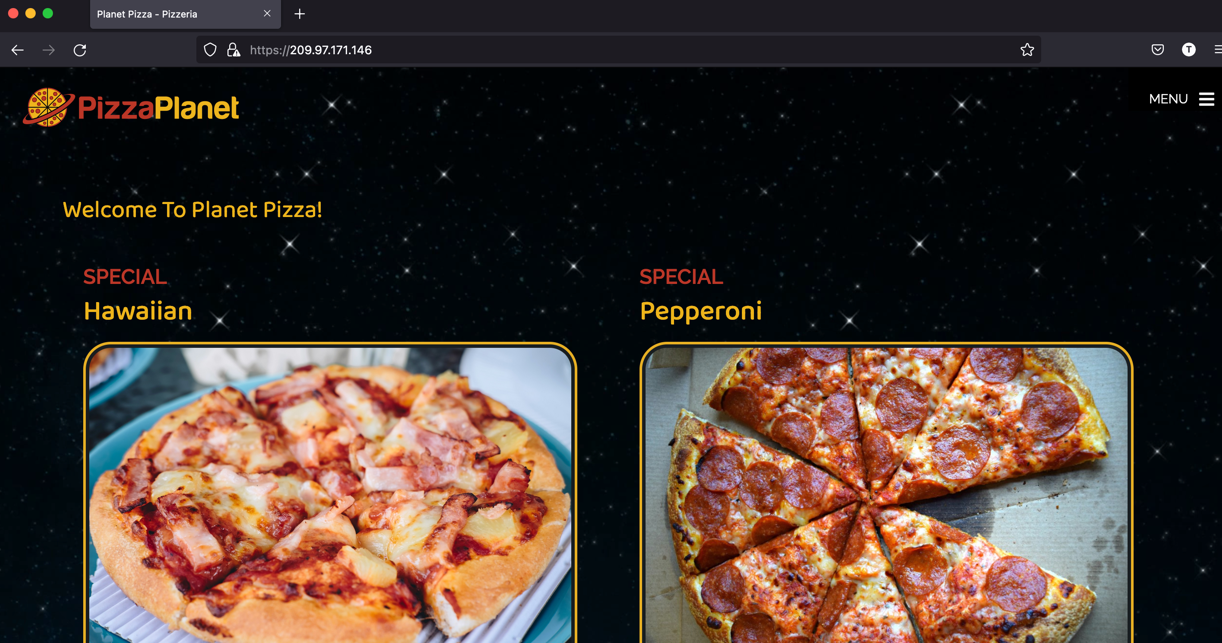 Planet Pizza - Pizzeria
https://209.97.171.146
T
PizzaPlanet
MENU
Welcome To Planet Pizza!
SPECIAL
Hawaiian
SPECIAL
Pepperoni